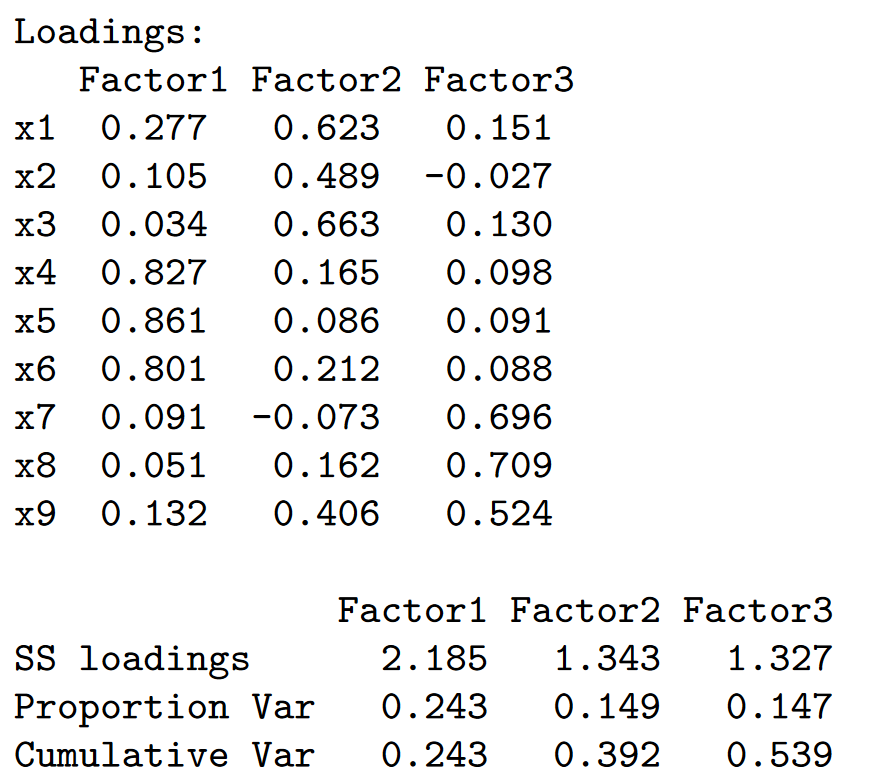 Loadings:
   Factor1 Factor2 Factor3
x1  0.277   0.623   0.151
x2  0.105   0.489  -0.027
x3  0.034   0.663   0.130
x4  0.827   0.165   0.098
x5  0.861   0.086   0.091
x6  0.801   0.212   0.088
x7  0.091  -0.073   0.696
x8  0.051   0.162   0.709
x9  0.132   0.406   0.524
               Factor1 Factor2 Factor3
SS loadings      2.185   1.343   1.327
Proportion Var   0.243   0.149   0.147
Cumulative Var   0.243   0.392   0.539